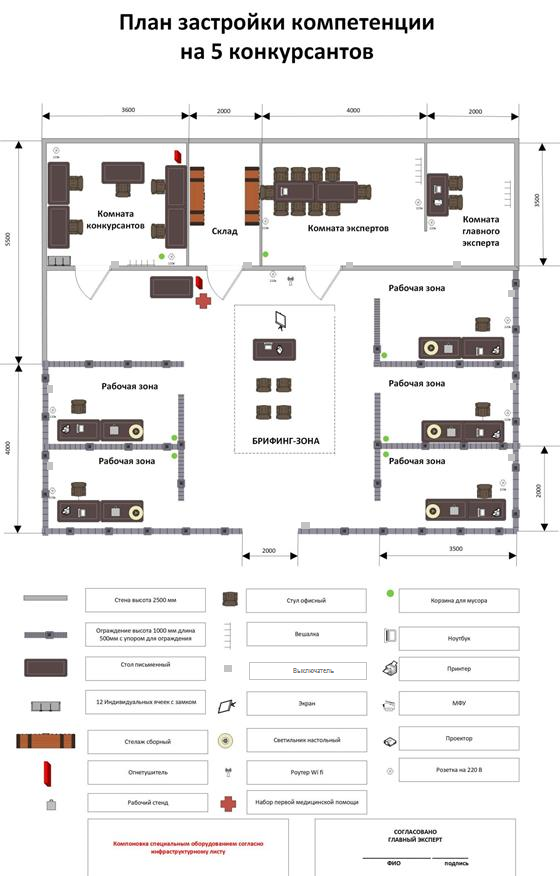 План застройки компетенции
на 5 конкурсантов
3600
2000
4000
2000
5500
3500
Комната
конкурсантов
Склад
Комната экспертов
Комната
главного
эксперта
Рабочая зона
Рабочая зона
Рабочая зона
БРИФИНГ-ЗОНА
Рабочая зона
Рабочая зона
4000
2000
2000
3500
Стена высота 2500 мм
Стул офисный
Корзина для мусора
Ограждение высота 1000 мм длина
500мм с упором для ограждения
Вешалка
Ноутбук
Стол письменный
Выключатель
Принтер
12 Индивидуальных ячеек с замком
Экран
МФУ
Стелаж сборный
Светильник настольный
Проектор
Огнетушитель
Роутер Wi fi
Розетка на 220 В
Рабочий стенд
Набор первой медицинской помощи
Компоновка специальным оборудованием согласно
инфраструктурному листу
СОГЛАСОВАНО
ГЛАВНЫЙ ЭКСПЕРТ
ФИО подпись